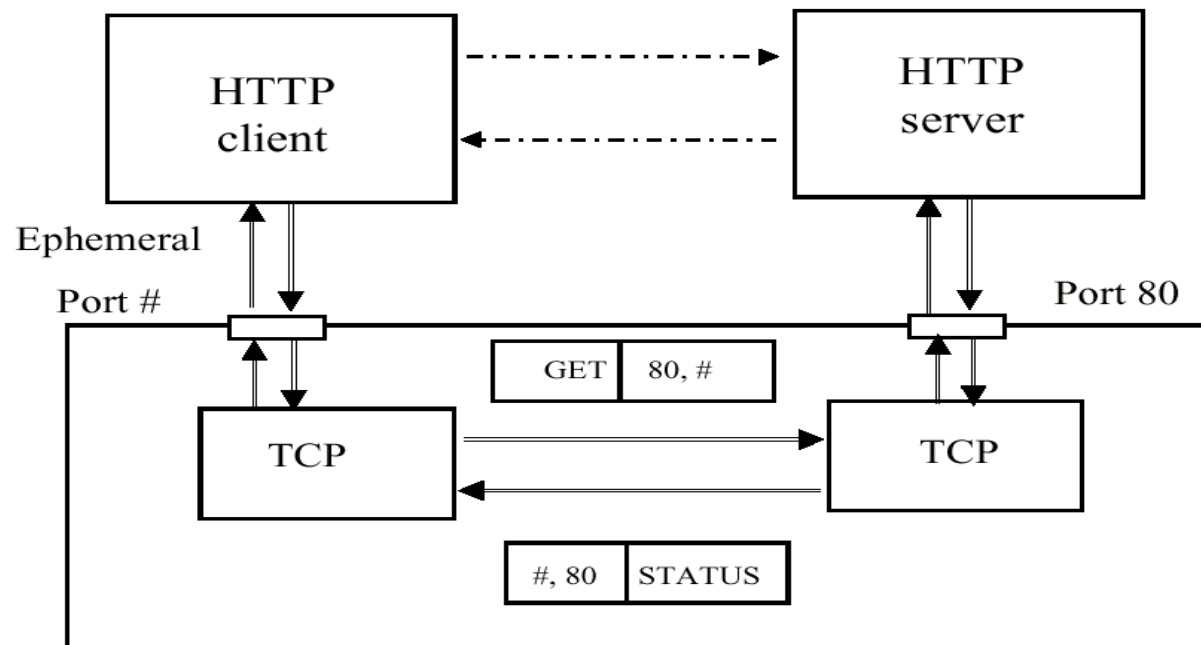 HTTP
client
HTTP
server
Ephemeral
Port #
Port 80
GET 80, #
TCP
TCP
#, 80 STATUS